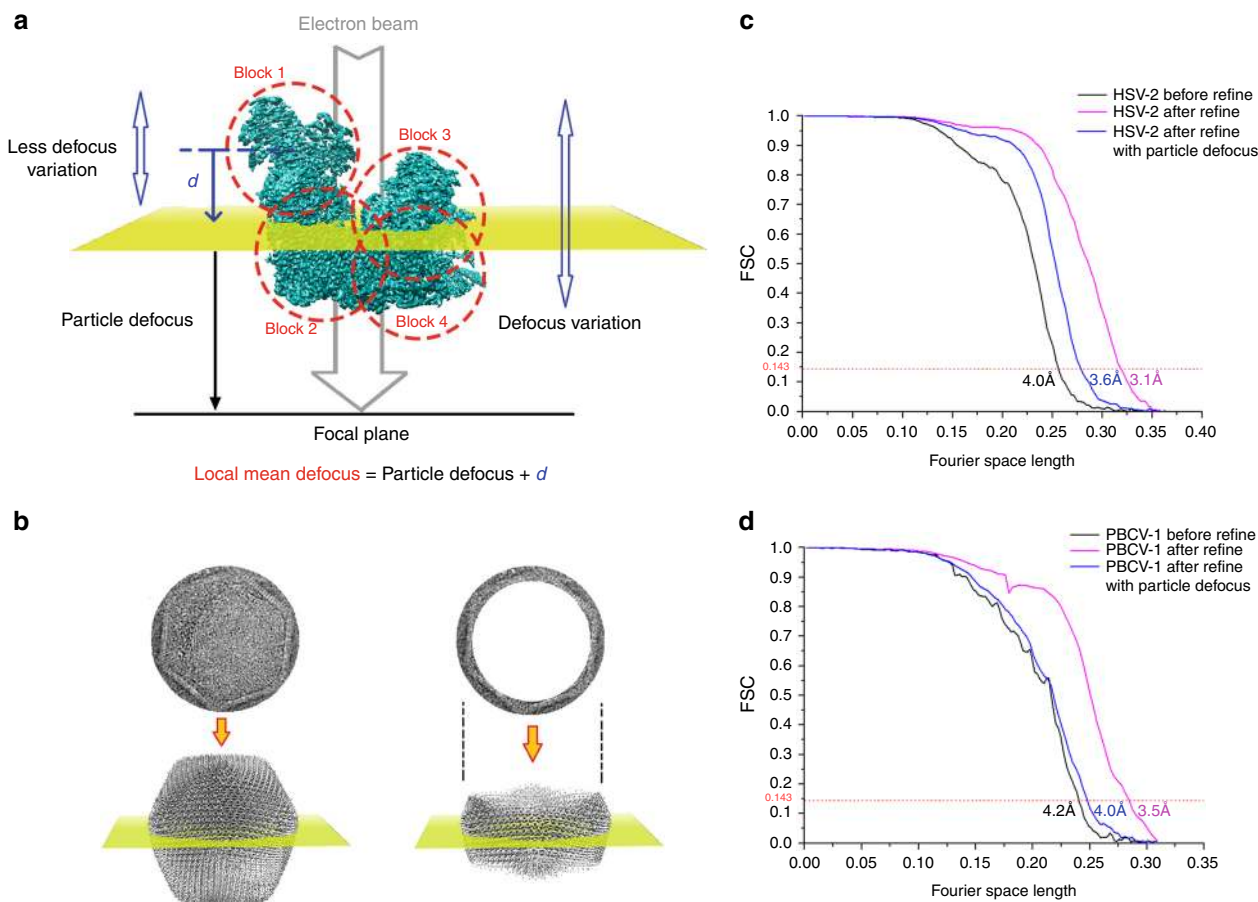 a
Electron beam
Block 1
Block 3
Less defocus
variation
d
Particle defocus
Block 2
Block 4
Defocus variation
Focal plane
Local mean defocus = Particle defocus + d
b
c
HSV-2 before refine
HSV-2 after refine
HSV-2 after refine
with particle defocus
1.0
0.9
0.8
0.7
0.6
0.5
0.4
0.3
0.2
0.143
0.1
0.0
FSC
4.0Å
3.6Å
3.1Å
0.00
0.05
0.10
0.15
0.20
0.25
0.30
0.35
0.40
Fourier space length
d
PBCV-1 before refine
PBCV-1 after refine
PBCV-1 after refine
with particle defocus
1.0
0.9
0.8
0.7
0.6
0.5
0.4
0.3
0.2
0.143
0.1
0.0
FSC
4.2Å
4.0Å
3.5Å
0.00
0.05
0.10
0.15
0.20
0.25
0.30
0.35
Fourier space length